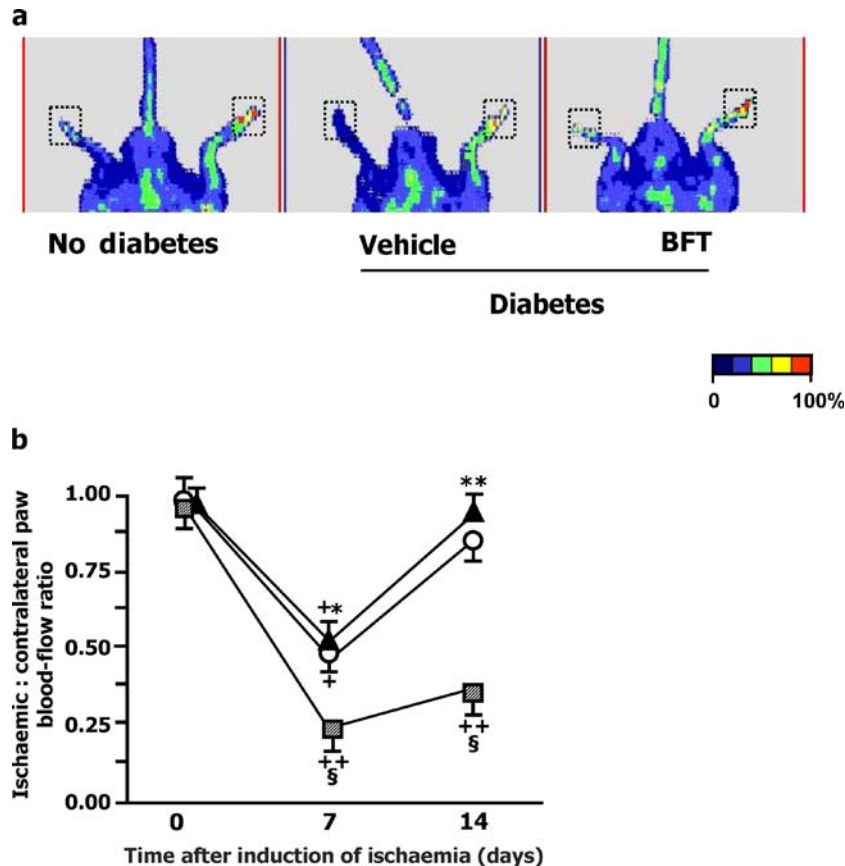 a
No diabetes
Vehicle
BFT
Diabetes
0
100%
b
Ischaemic : contralateral paw
blood-flow ratio
1.00
0.75
0.50
0.25
0.00
**
+*
+
++
§
++
§
0
7
14
Time after induction of ischaemia (days)